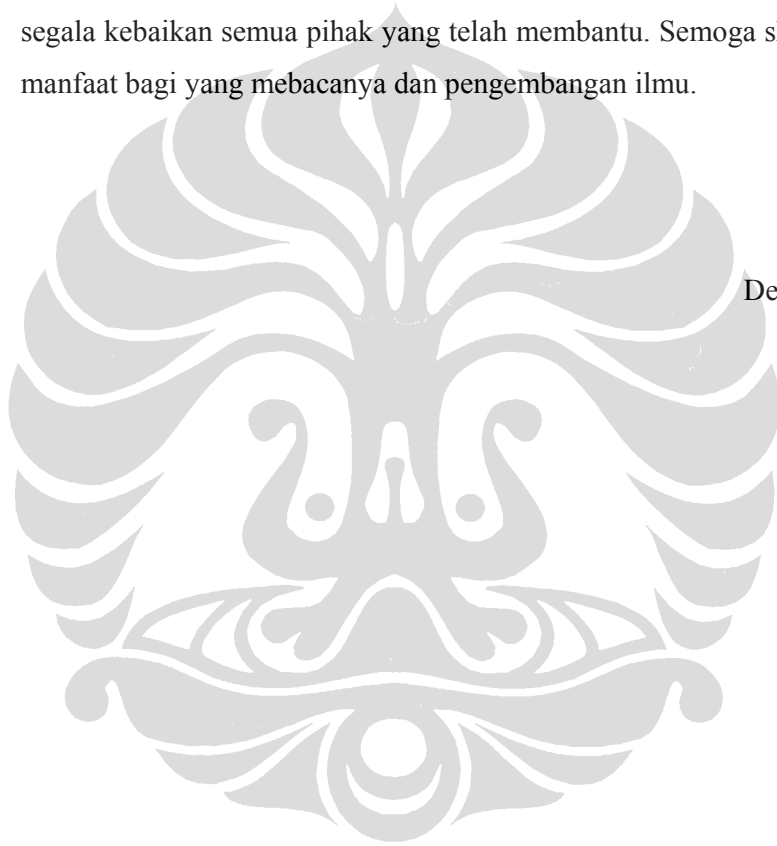 segala kebaikan semua pihak yang telah membantu. Semoga
manfaat bagi yang mebacanya dan pengembangan ilmu.
De